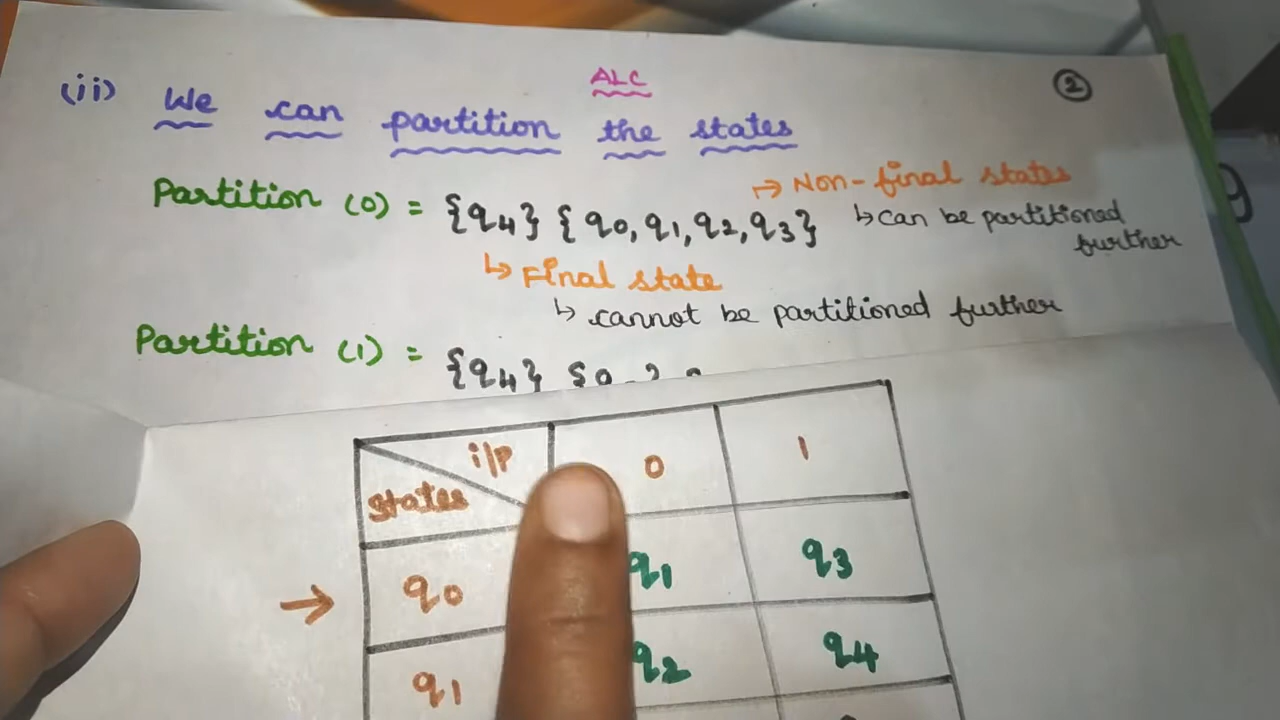 ALC
(ii) We can partition the states
2
Partition (0) = {q4} { q0, q1, q2, q3}
↦ Non-final states
↳ can be partitioned further
↳ Final state
↳ cannot be partitioned further
Partition (1) = {q4}
i/p 0 1
states
→ q0 q1 q3
q1 q2 q4